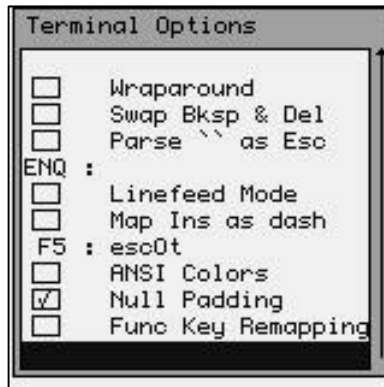 Terminal Options
Wraparound
Swap Bksp & Del
Parse `` as Esc
ENQ :
Linefeed Mode
Map Ins as dash
F5 : escOt
ANSI Colors
Null Padding
Func Key Remapping